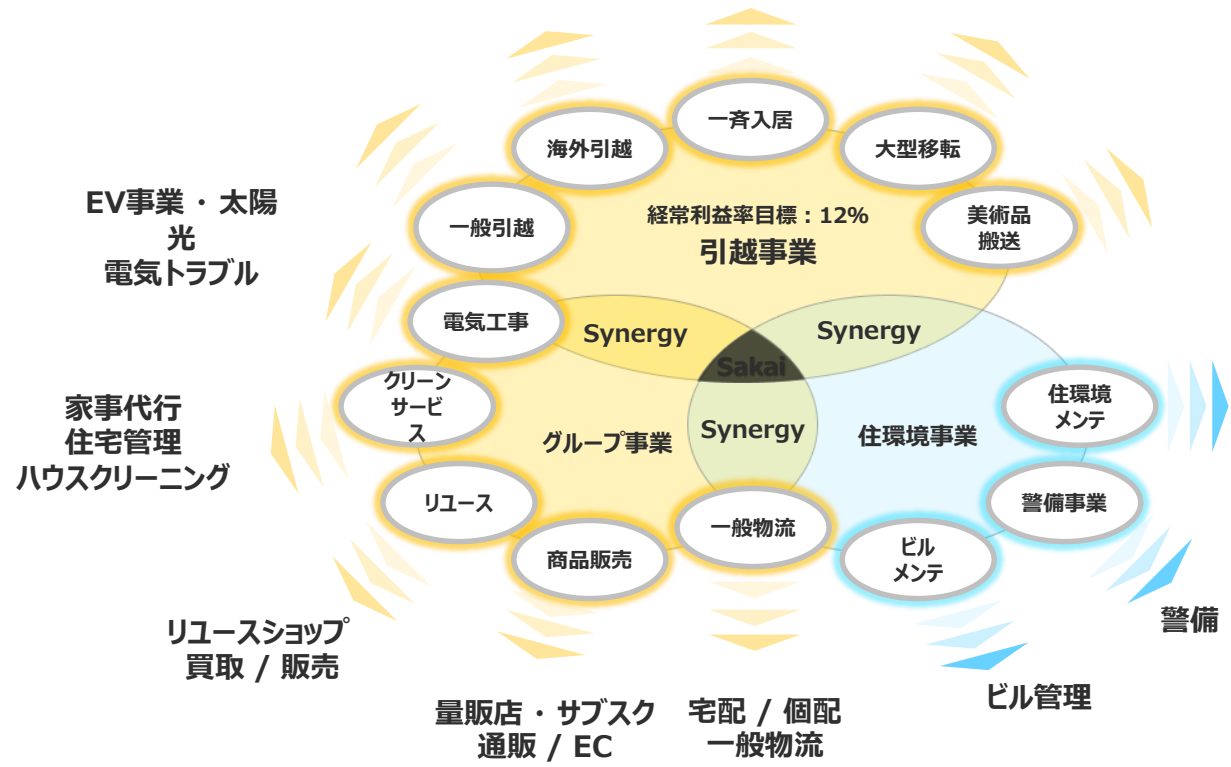 一斉入居
海外引越
大型移転
一般引越
経常利益率目標：12%
引越事業
美術品
搬送
EV事業 ・ 太陽
光
電気トラブル
電気工事
Synergy
Synergy
Sakai
クリーン
サービ
ス
住環境
メンテ
家事代行
住宅管理
ハウスクリーニング
グループ事業
Synergy
住環境事業
リユース
一般物流
警備事業
商品販売
ビル
メンテ
リユースショップ
買取 / 販売
警備
ビル管理
量販店 ・ サブスク
通販 / EC
宅配 / 個配
一般物流